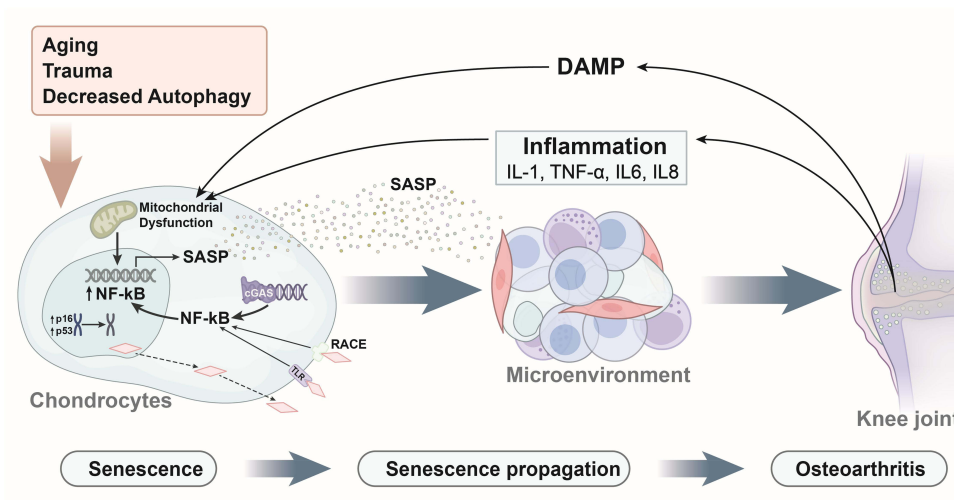 Aging
Trauma
Decreased Autophagy
DAMP
Inflammation
IL-1, TNF-α, IL6, IL8
SASP
Mitochondrial
Dysfunction
SASP
NF-kB
cGAS
p16
p53
NF-kB
RACE
TLR
Chondrocytes
Microenvironment
Knee joint
Senescence
Senescence propagation
Osteoarthritis